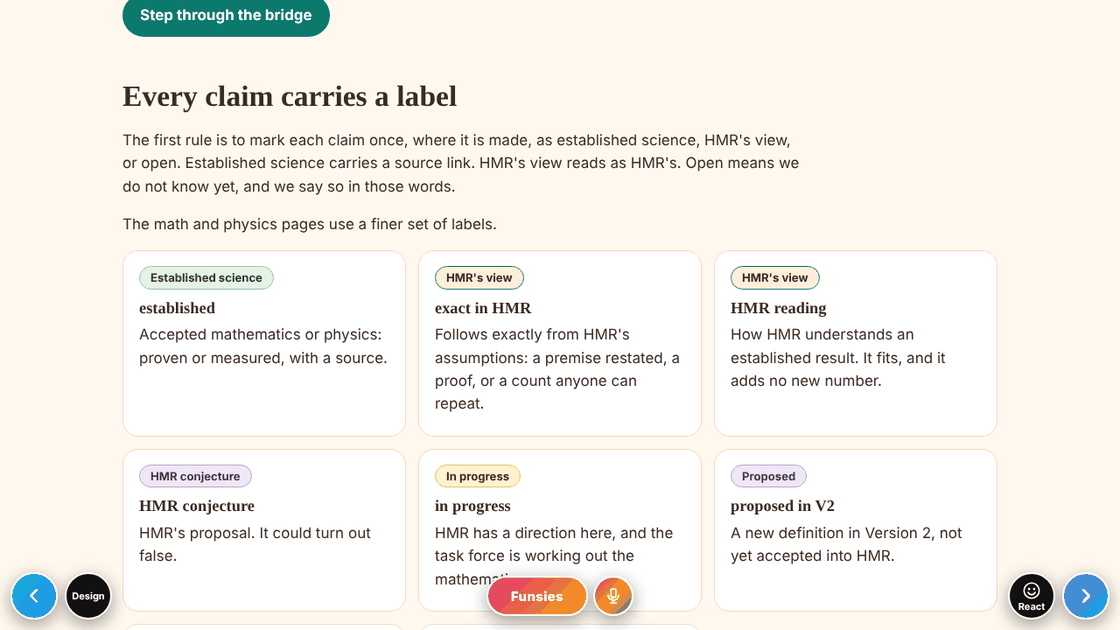 Step through the bridge
Every claim carries a label
The first rule is to mark each claim once, where it is made, as established science, HMR's view,
or open. Established science carries a source link. HMR's view reads as HMR's. Open means we
do not know yet, and we say so in those words.
The math and physics pages use a finer set of labels.
Established science
established
Accepted mathematics or physics:
proven or measured, with a source.
HMR's view
exact in HMR
Follows exactly from HMR's
assumptions: a premise restated, a
proof, or a count anyone can
repeat.
HMR's view
HMR reading
How HMR understands an
established result. It fits, and it
adds no new number.
HMR conjecture
HMR conjecture
HMR's proposal. It could turn out
false.
In progress
in progress
HMR has a direction here, and the
task force is working out the
Proposed
proposed in V2
A new definition in Version 2, not
yet accepted into HMR.
Design
Funsies
React